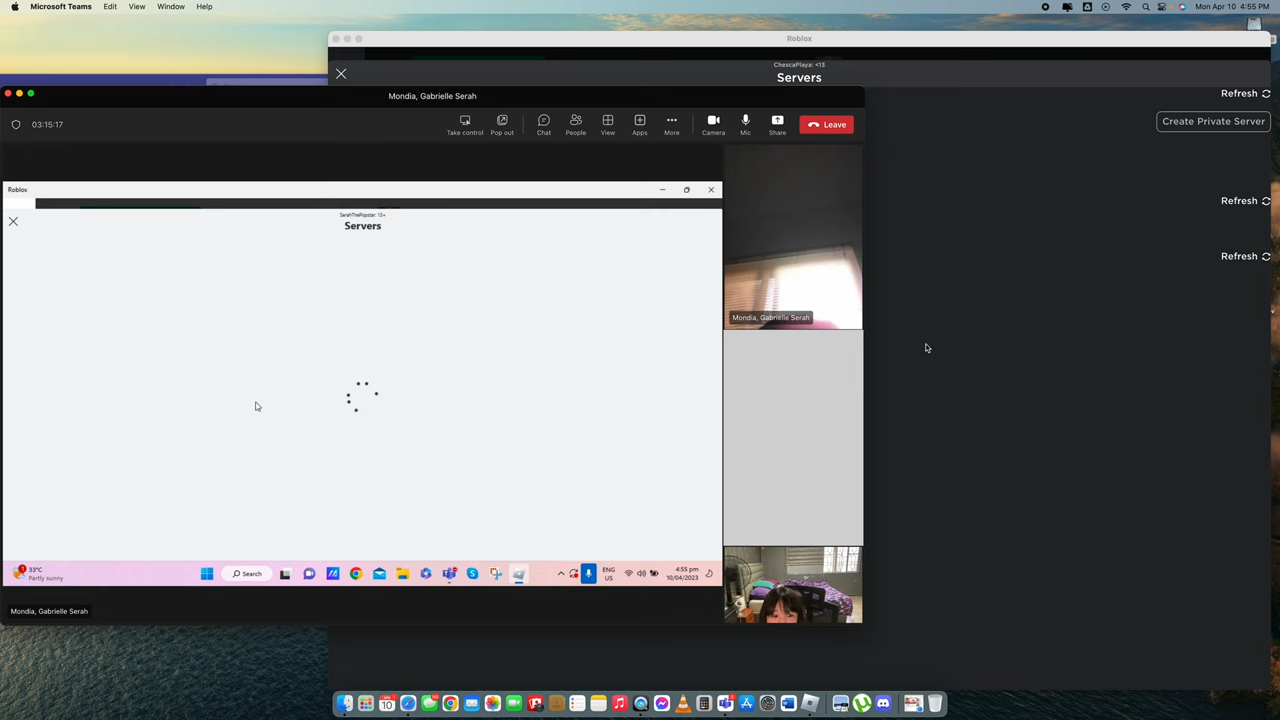 Microsoft Teams Edit View Window Help
Mon Apr 10 4:55 PM
Roblox
ChescaPlaya: <13
Servers
Refresh
Create Private Server
Refresh
Refresh
Mondia, Gabrielle Serah
03:15:17
Take control Pop out Chat People View Apps More Camera Mic Share Leave
Roblox
SerahThePopstar: 13+
Servers
Mondia, Gabrielle Serah
33°C
Partly sunny
Search
ENG
US
4:55 pm
10/04/2023
Mondia, Gabrielle Serah